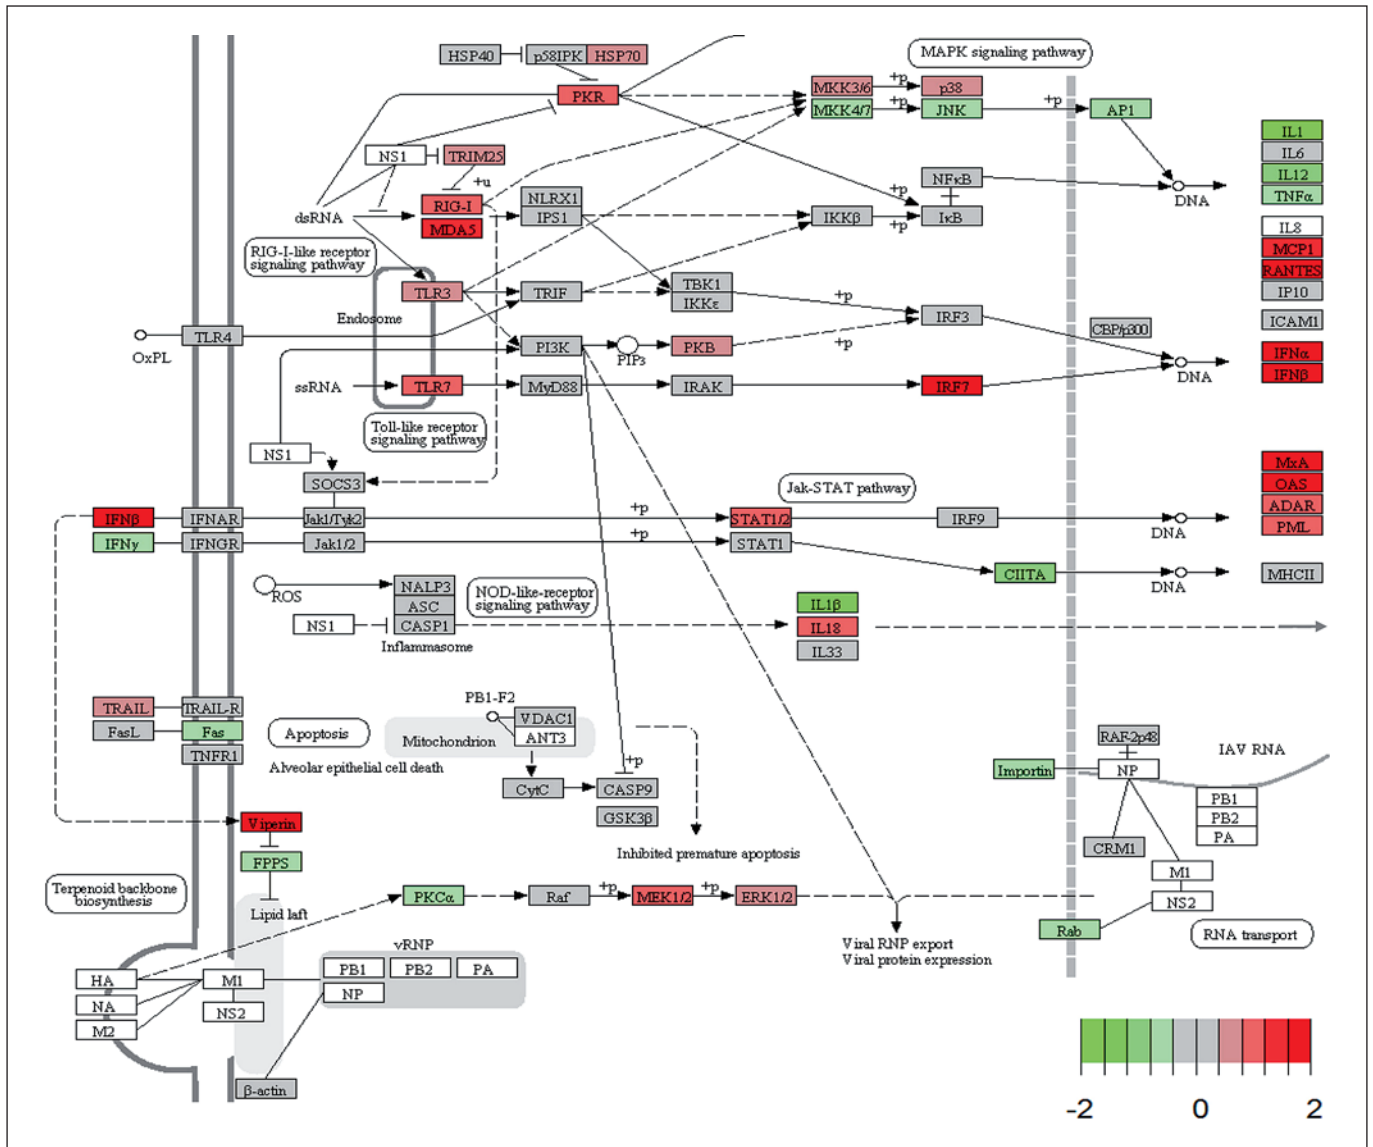 HSP40
p58IPK
HSP70
MAPK signaling pathway
PKR
MKK3/6
+p
p38
MKK4/7
+p
JNK
+p
AP1
IL1
IL6
IL12
TNFα
NS1
TRIM25
+u
RIG-I
MDA5
dsRNA
NLRX1
IPS1
IKKβ
+p
+p
NFκB
IκB
DNA
IL8
MCP1
RANTES
IP10
ICAM1
RIG-I-like receptor
signaling pathway
TLR3
Endosome
TRIF
TBK1
IKKε
+p
IRF3
CBP/p300
OxPL
TLR4
PI3K
PIP3
PKB
+p
DNA
IFNα
IFNβ
ssRNA
TLR7
MyD88
IRAK
IRF7
Toll-like receptor
signaling pathway
NS1
SOCS3
Jak-STAT pathway
MxA
OAS
ADAR
PML
IFNβ
IFNAR
Jak1/Tyk2
+p
STAT1/2
IRF9
DNA
IFNγ
IFNGR
Jak1/2
+p
STAT1
CIITA
DNA
MHCII
ROS
NALP3
ASC
CASP1
Inflammasome
NS1
NOD-like-receptor
signaling pathway
IL1β
IL18
IL33
TRAIL
TRAIL-R
FasL
Fas
TNFR1
Apoptosis
Alveolar epithelial cell death
PB1-F2
Mitochondrion
VDAC1
ANT3
CytC
+p
CASP9
GSK3β
Inhibited premature apoptosis
RAF-2p48
IAV RNA
Importin
NP
PB1
PB2
PA
CRM1
M1
NS2
Rab
RNA transport
Viperin
FPPS
Lipid laft
Terpenoid backbone
biosynthesis
PKCα
Raf
+p
MEK1/2
+p
ERK1/2
Viral RNP export
Viral protein expression
vRNP
HA
NA
M2
M1
NS2
PB1
PB2
PA
NP
β-actin
-2
0
2